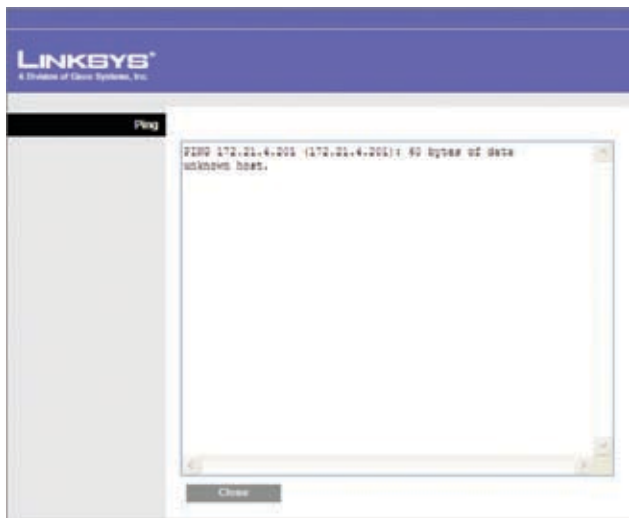 LINKSYS®
A Division of Cisco Systems, Inc.
Ping
PING 172.21.4.201 (172.21.4.201): 60 bytes of data
unknown host.
Close